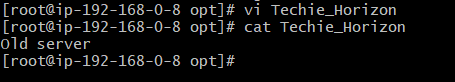 [root@ip-192-168-0-8 opt]# vi Techie_Horizon
[root@ip-192-168-0-8 opt]# cat Techie_Horizon
Old server
[root@ip-192-168-0-8 opt]#